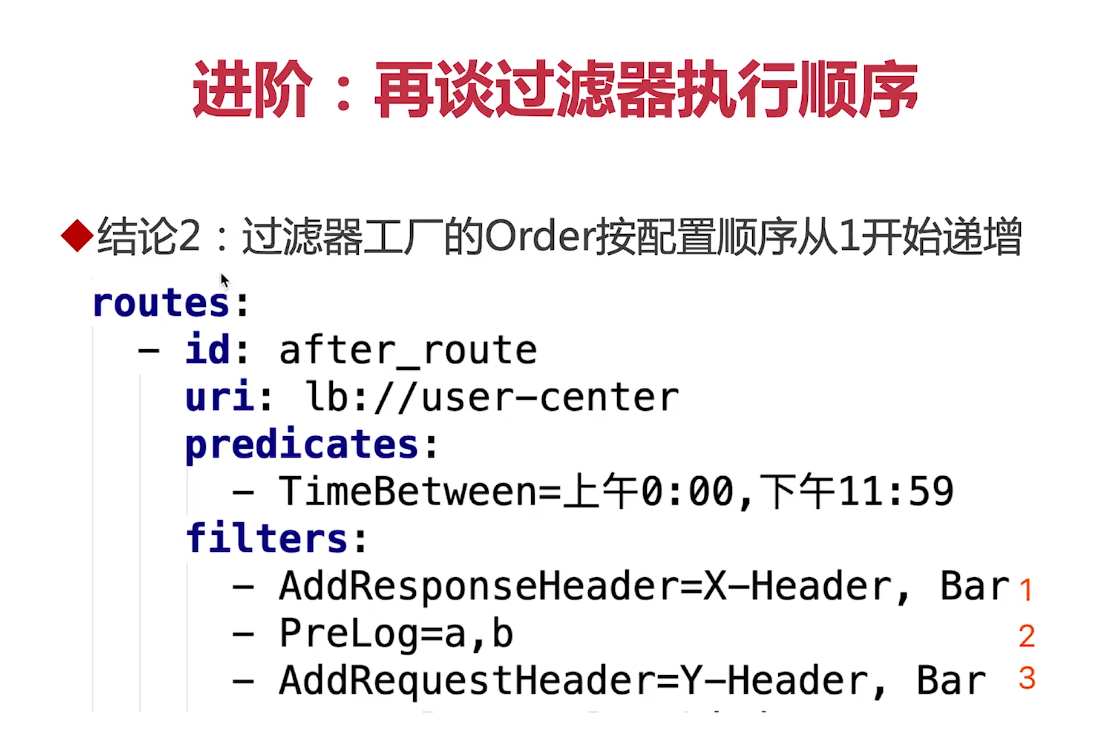 进阶：再谈过滤器执行顺序
◆结论2：过滤器工厂的Order按配置顺序从1开始递增
routes:
- id: after_route
uri: lb://user-center
predicates:
- TimeBetween=上午0:00,下午11:59
filters:
- AddResponseHeader=X-Header, Bar 1
- PreLog=a,b 2
- AddRequestHeader=Y-Header, Bar 3